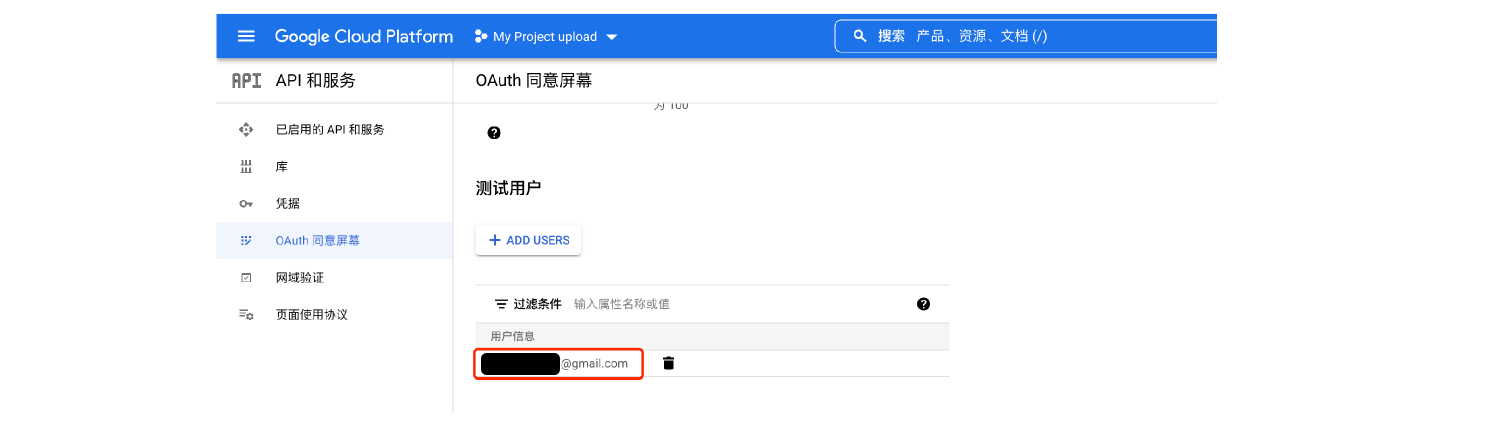 Google Cloud Platform My Project upload 搜索 产品、资源、文档 (/)
API API 和服务 OAuth 同意屏幕
为 100
已启用的 API 和服务
库
测试用户
凭据
+ ADD USERS
OAuth 同意屏幕
网域验证
过滤条件 输入属性名称或值
页面使用协议
用户信息
@gmail.com